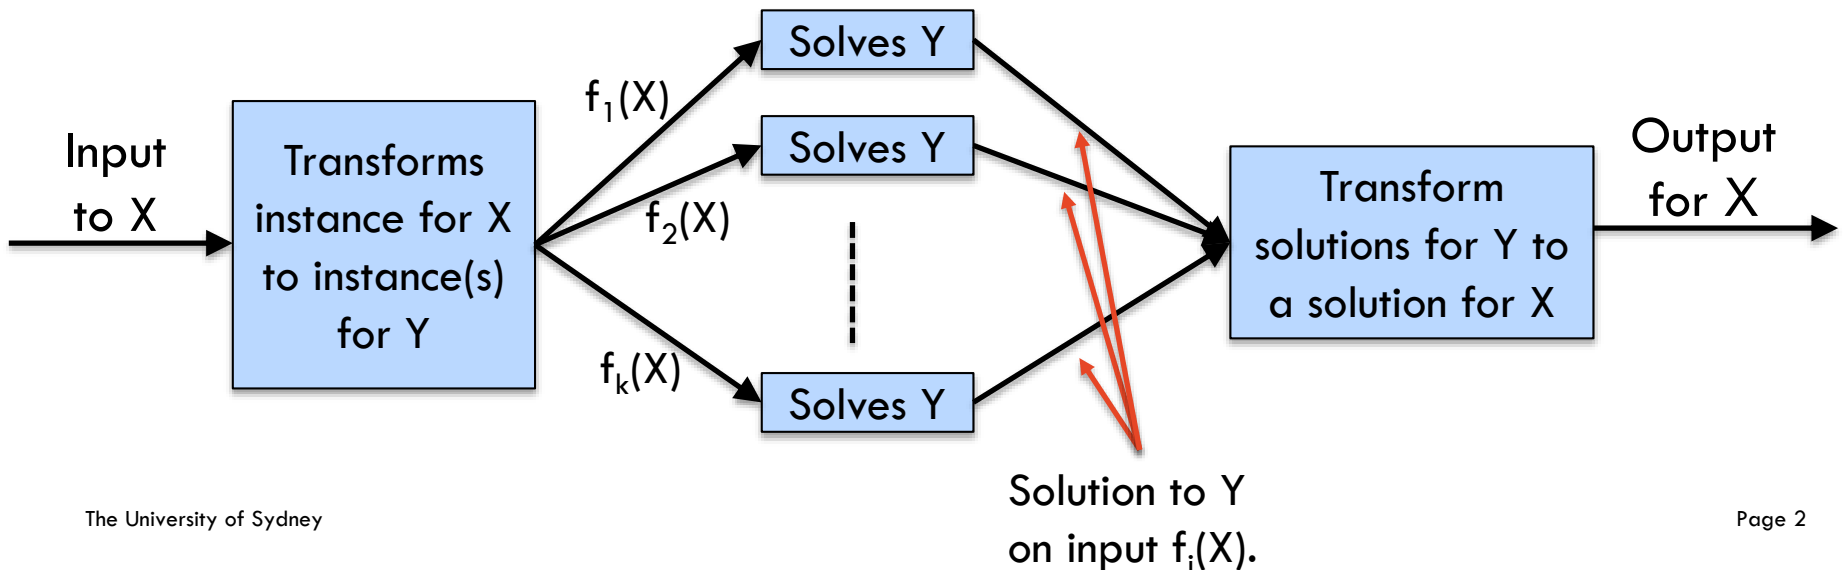 Input
to X
Transforms
instance for X
to instance(s)
for Y
f₁(X)
f₂(X)
fₖ(X)
Solves Y
Solves Y
Solves Y
Solution to Y
on input fᵢ(X).
Transform
solutions for Y to
a solution for X
Output
for X
The University of Sydney
Page 2